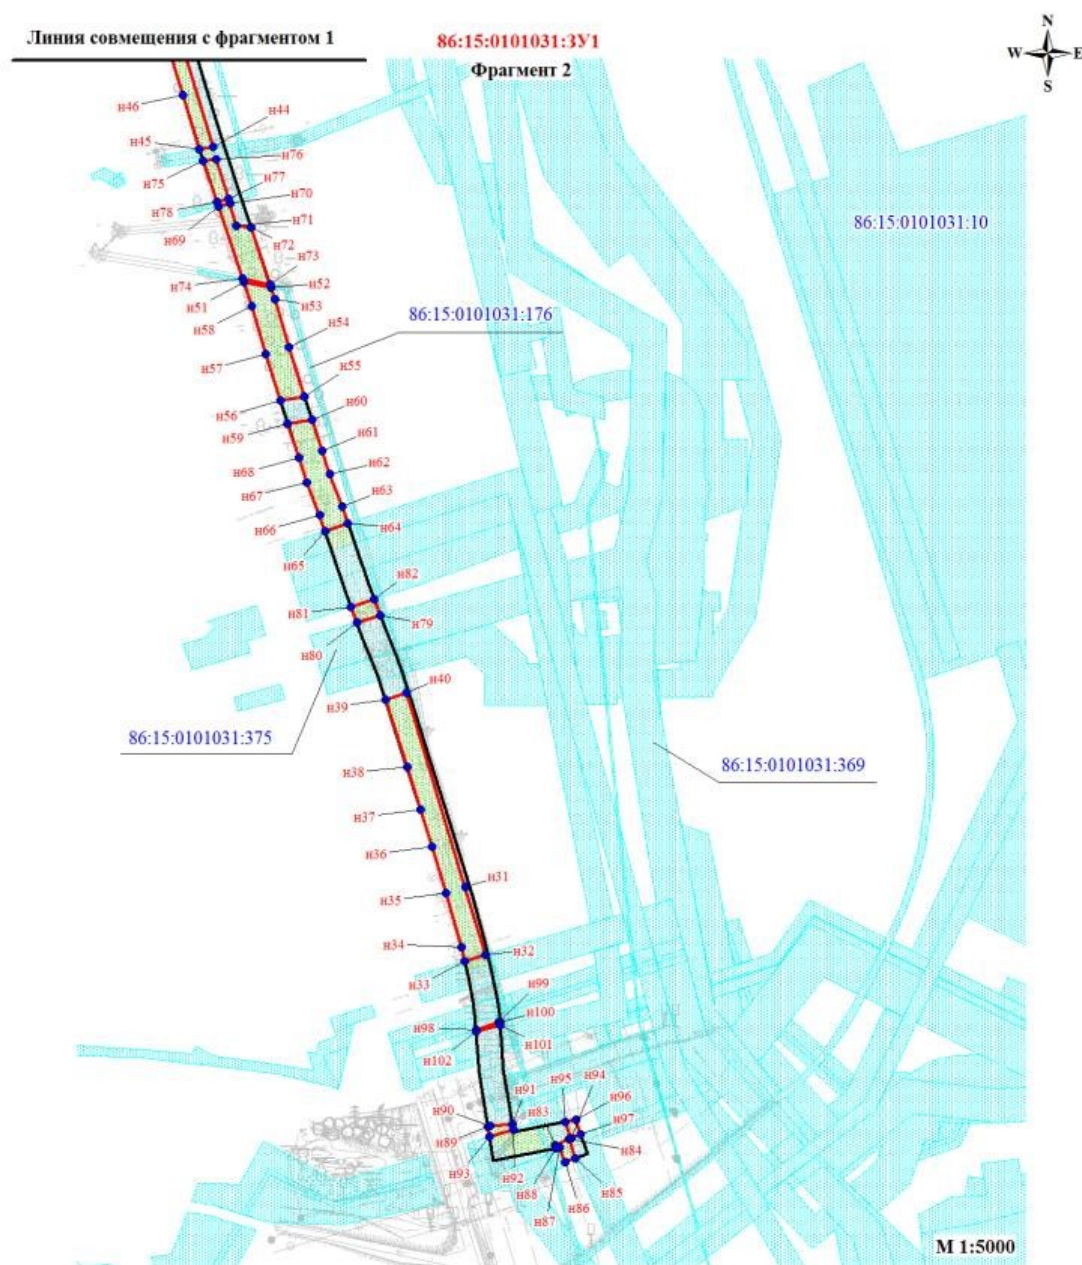 Линия совмещения с фрагментом 1
86:15:0101031:ЗУ1
Фрагмент 2
N
W E
S
н46
н44
н45
н76
н75
н77
н70
н78
н71
н69
н72
н73
н74
н52
н51
н53
86:15:0101031:10
н58
н54
86:15:0101031:176
н57
н55
н56
н60
н59
н61
н68
н62
н67
н63
н66
н64
н65
н82
н81
н79
н80
н40
н39
86:15:0101031:375
86:15:0101031:369
н38
н37
н36
н31
н35
н34
н32
н33
н99
н100
н98
н101
н102
н91
н95
н94
н90
н83
н96
н89
н97
н93
н84
н92
н88
н85
н87
н86
М 1:5000